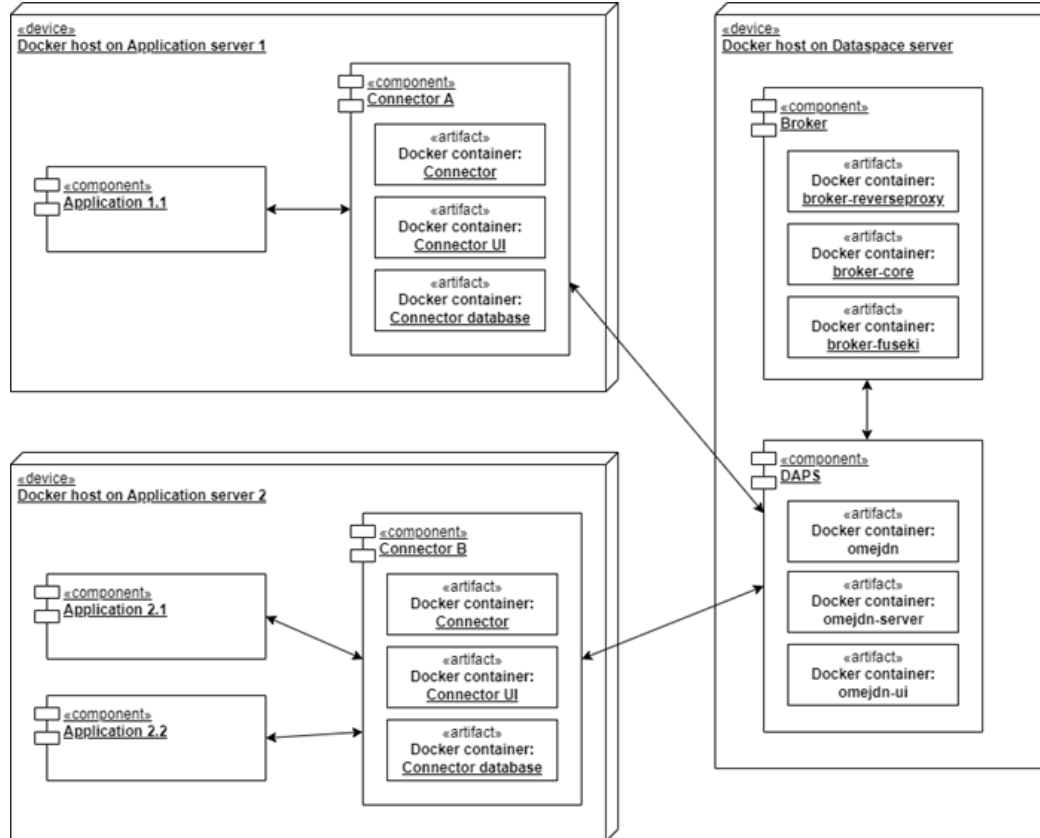 «device»
Docker host on Application server 1
«component»
Connector A
«artifact»
Docker container:
Connector
«component»
Application 1.1
«artifact»
Docker container:
Connector UI
«artifact»
Docker container:
Connector database
«device»
Docker host on Application server 2
«component»
Connector B
«artifact»
Docker container:
Connector
«component»
Application 2.1
«artifact»
Docker container:
Connector UI
«component»
Application 2.2
«artifact»
Docker container:
Connector database
«device»
Docker host on Dataspace server
«component»
Broker
«artifact»
Docker container:
broker-reverseproxy
«artifact»
Docker container:
broker-core
«artifact»
Docker container:
broker-fuseki
«component»
DAPS
«artifact»
Docker container:
omejdn
«artifact»
Docker container:
omejdn-server
«artifact»
Docker container:
omejdn-ui